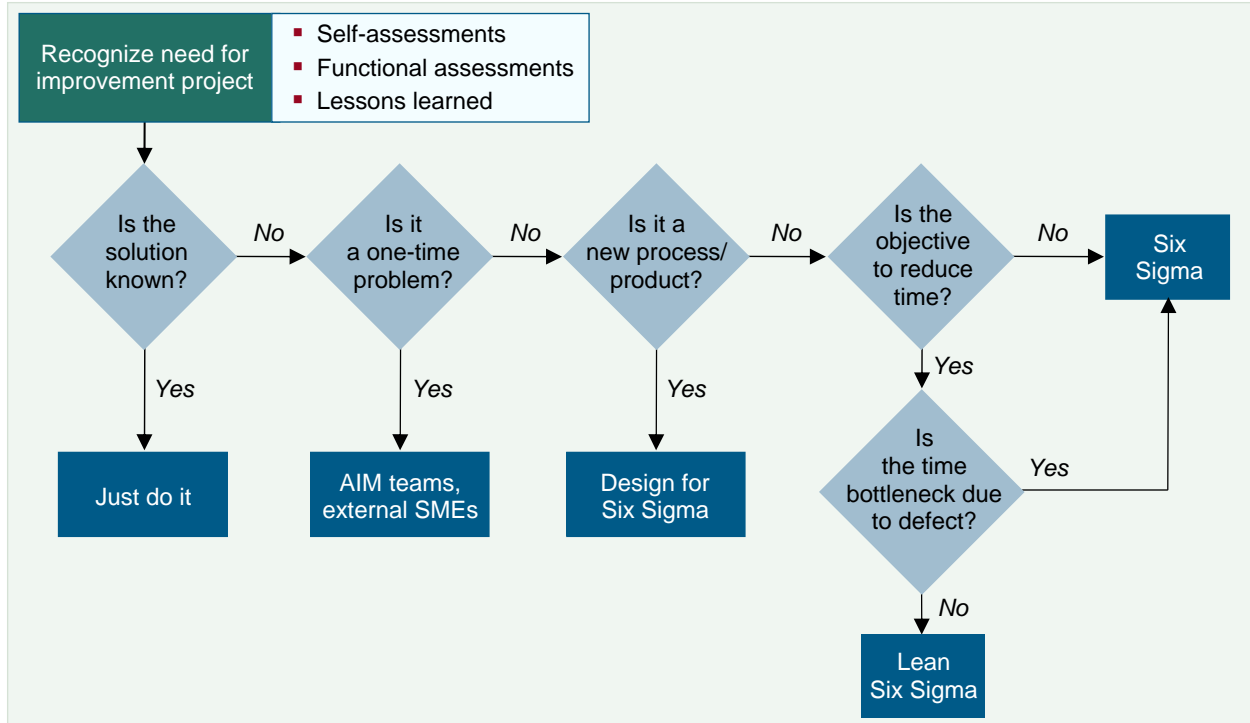 Recognize need for
improvement project
▪ Self-assessments
▪ Functional assessments
▪ Lessons learned
Is the
solution
known?
No
Is it
a one-time
problem?
No
Is it a
new process/
product?
No
Is the
objective
to reduce
time?
No
Six
Sigma
Yes
Yes
Yes
Yes
Just do it
AIM teams,
external SMEs
Design for
Six Sigma
Is
the time
bottleneck due
to defect?
Yes
No
Lean
Six Sigma